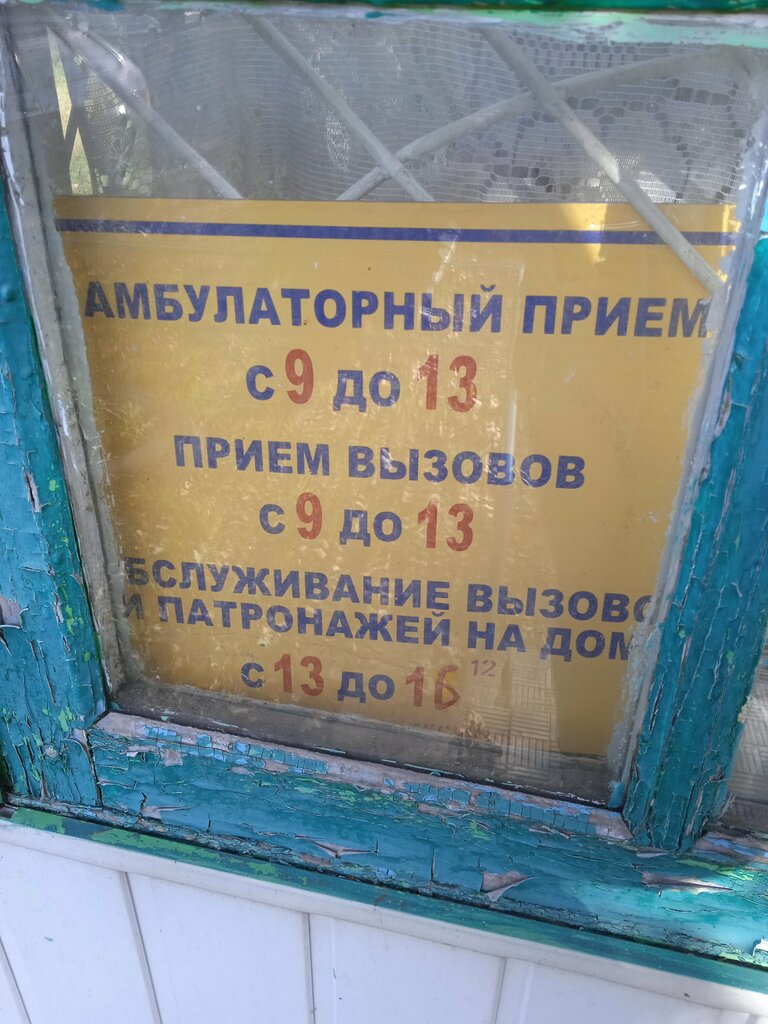 АМБУЛАТОРНЫЙ ПРИЕМ
С 9 ДО 13
ПРИЕМ ВЫЗОВОВ
С 9 ДО 13
БСЛУЖИВАНИЕ ВЫЗОВО
И ПАТРОНАЖЕЙ НА ДОМ
С 13 ДО 16 12